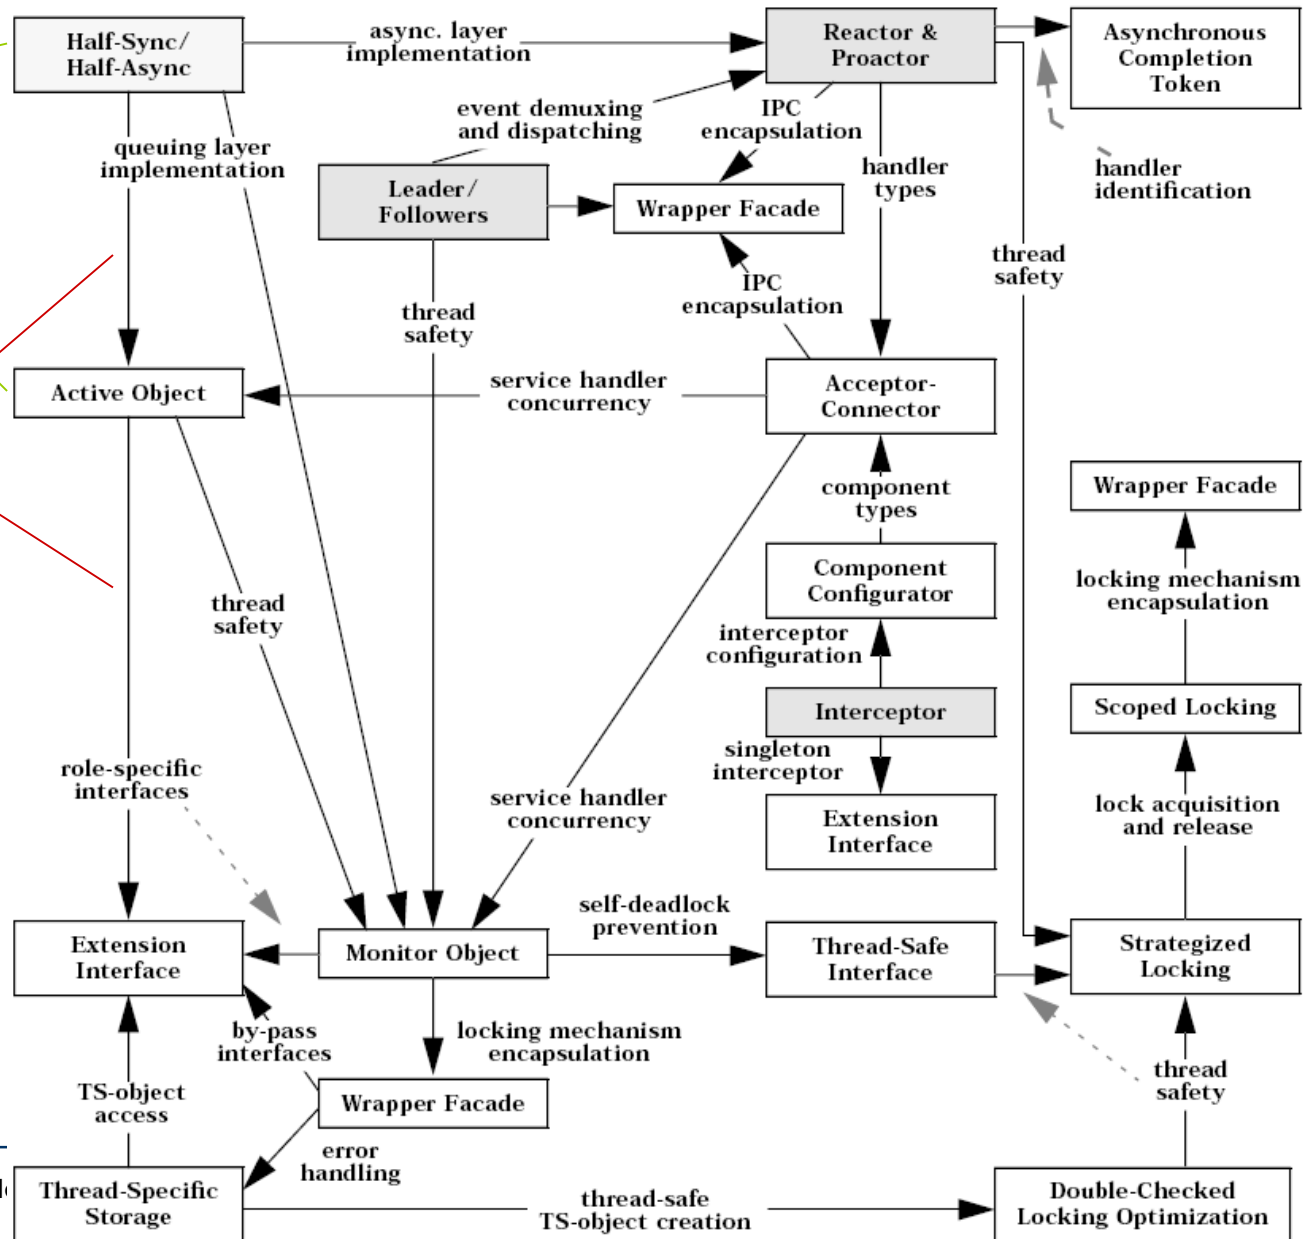 Half-Sync/
Half-Async
async. layer
implementation
Reactor &
Proactor
Asynchronous
Completion
Token
event demuxing
and dispatching
IPC
encapsulation
queuing layer
implementation
handler
types
handler
identification
Leader/
Followers
Wrapper Facade
thread
safety
IPC
encapsulation
thread
safety
Active Object
service handler
concurrency
Acceptor-
Connector
component
types
Wrapper Facade
Component
Configurator
locking mechanism
encapsulation
thread
safety
interceptor
configuration
Interceptor
Scoped Locking
singleton
interceptor
role-specific
interfaces
service handler
concurrency
Extension
Interface
lock acquisition
and release
self-deadlock
prevention
Extension
Interface
Monitor Object
Thread-Safe
Interface
Strategized
Locking
by-pass
interfaces
locking mechanism
encapsulation
TS-object
access
Wrapper Facade
thread
safety
error
handling
Thread-Specific
Storage
thread-safe
TS-object creation
Double-Checked
Locking Optimization